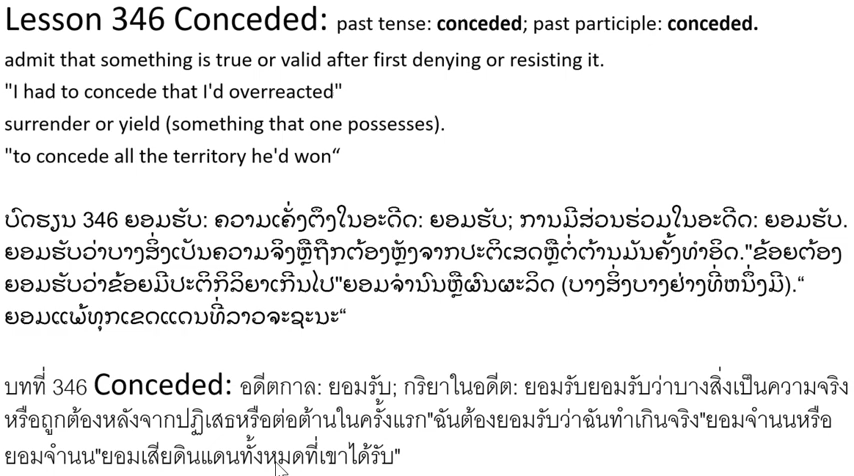 Lesson 346 Conceded: past tense: conceded; past participle: conceded.
admit that something is true or valid after first denying or resisting it.
"I had to concede that I'd overreacted"
surrender or yield (something that one possesses).
"to concede all the territory he'd won“
ບົດຮຽນ 346 ຍອມຮັບ: ຄວາມເຄັ່ງຕຶງໃນອະດີດ: ຍອມຮັບ; ການມີສ່ວນຮ່ວມໃນອະດີດ: ຍອມຮັບ.
ຍອມຮັບວ່າບາງສິ່ງເປັນຄວາມຈິງຫຼືຖືກຕ້ອງຫຼັງຈາກປະຕິເສດຫຼືຕໍ່ຕ້ານມັນຄັ້ງທໍາອິດ."ຂ້ອຍຕ້ອງ
ຍອມຮັບວ່າຂ້ອຍມີປະຕິກິລິຍາເກີນໄປ"ຍອມຈໍານົນຫຼືຜົນຜະລິດ (ບາງສິ່ງບາງຢ່າງທີ່ຫນຶ່ງມີ).“
ຍອມແພ້ທຸກເຂດແດນທີ່ລາວຈະຊະນະ“
บทที่ 346 Conceded: อดีตกาล: ยอมรับ; กริยาในอดีต: ยอมรับยอมรับว่าบางสิ่งเป็นความจริง
หรือถูกต้องหลังจากปฏิเสธหรือต่อต้านในครั้งแรก"ฉันต้องยอมรับว่าฉันทำเกินจริง"ยอมจำนนหรือ
ยอมจำนน"ยอมเสียดินแดนทั้งหมดที่เขาได้รับ"